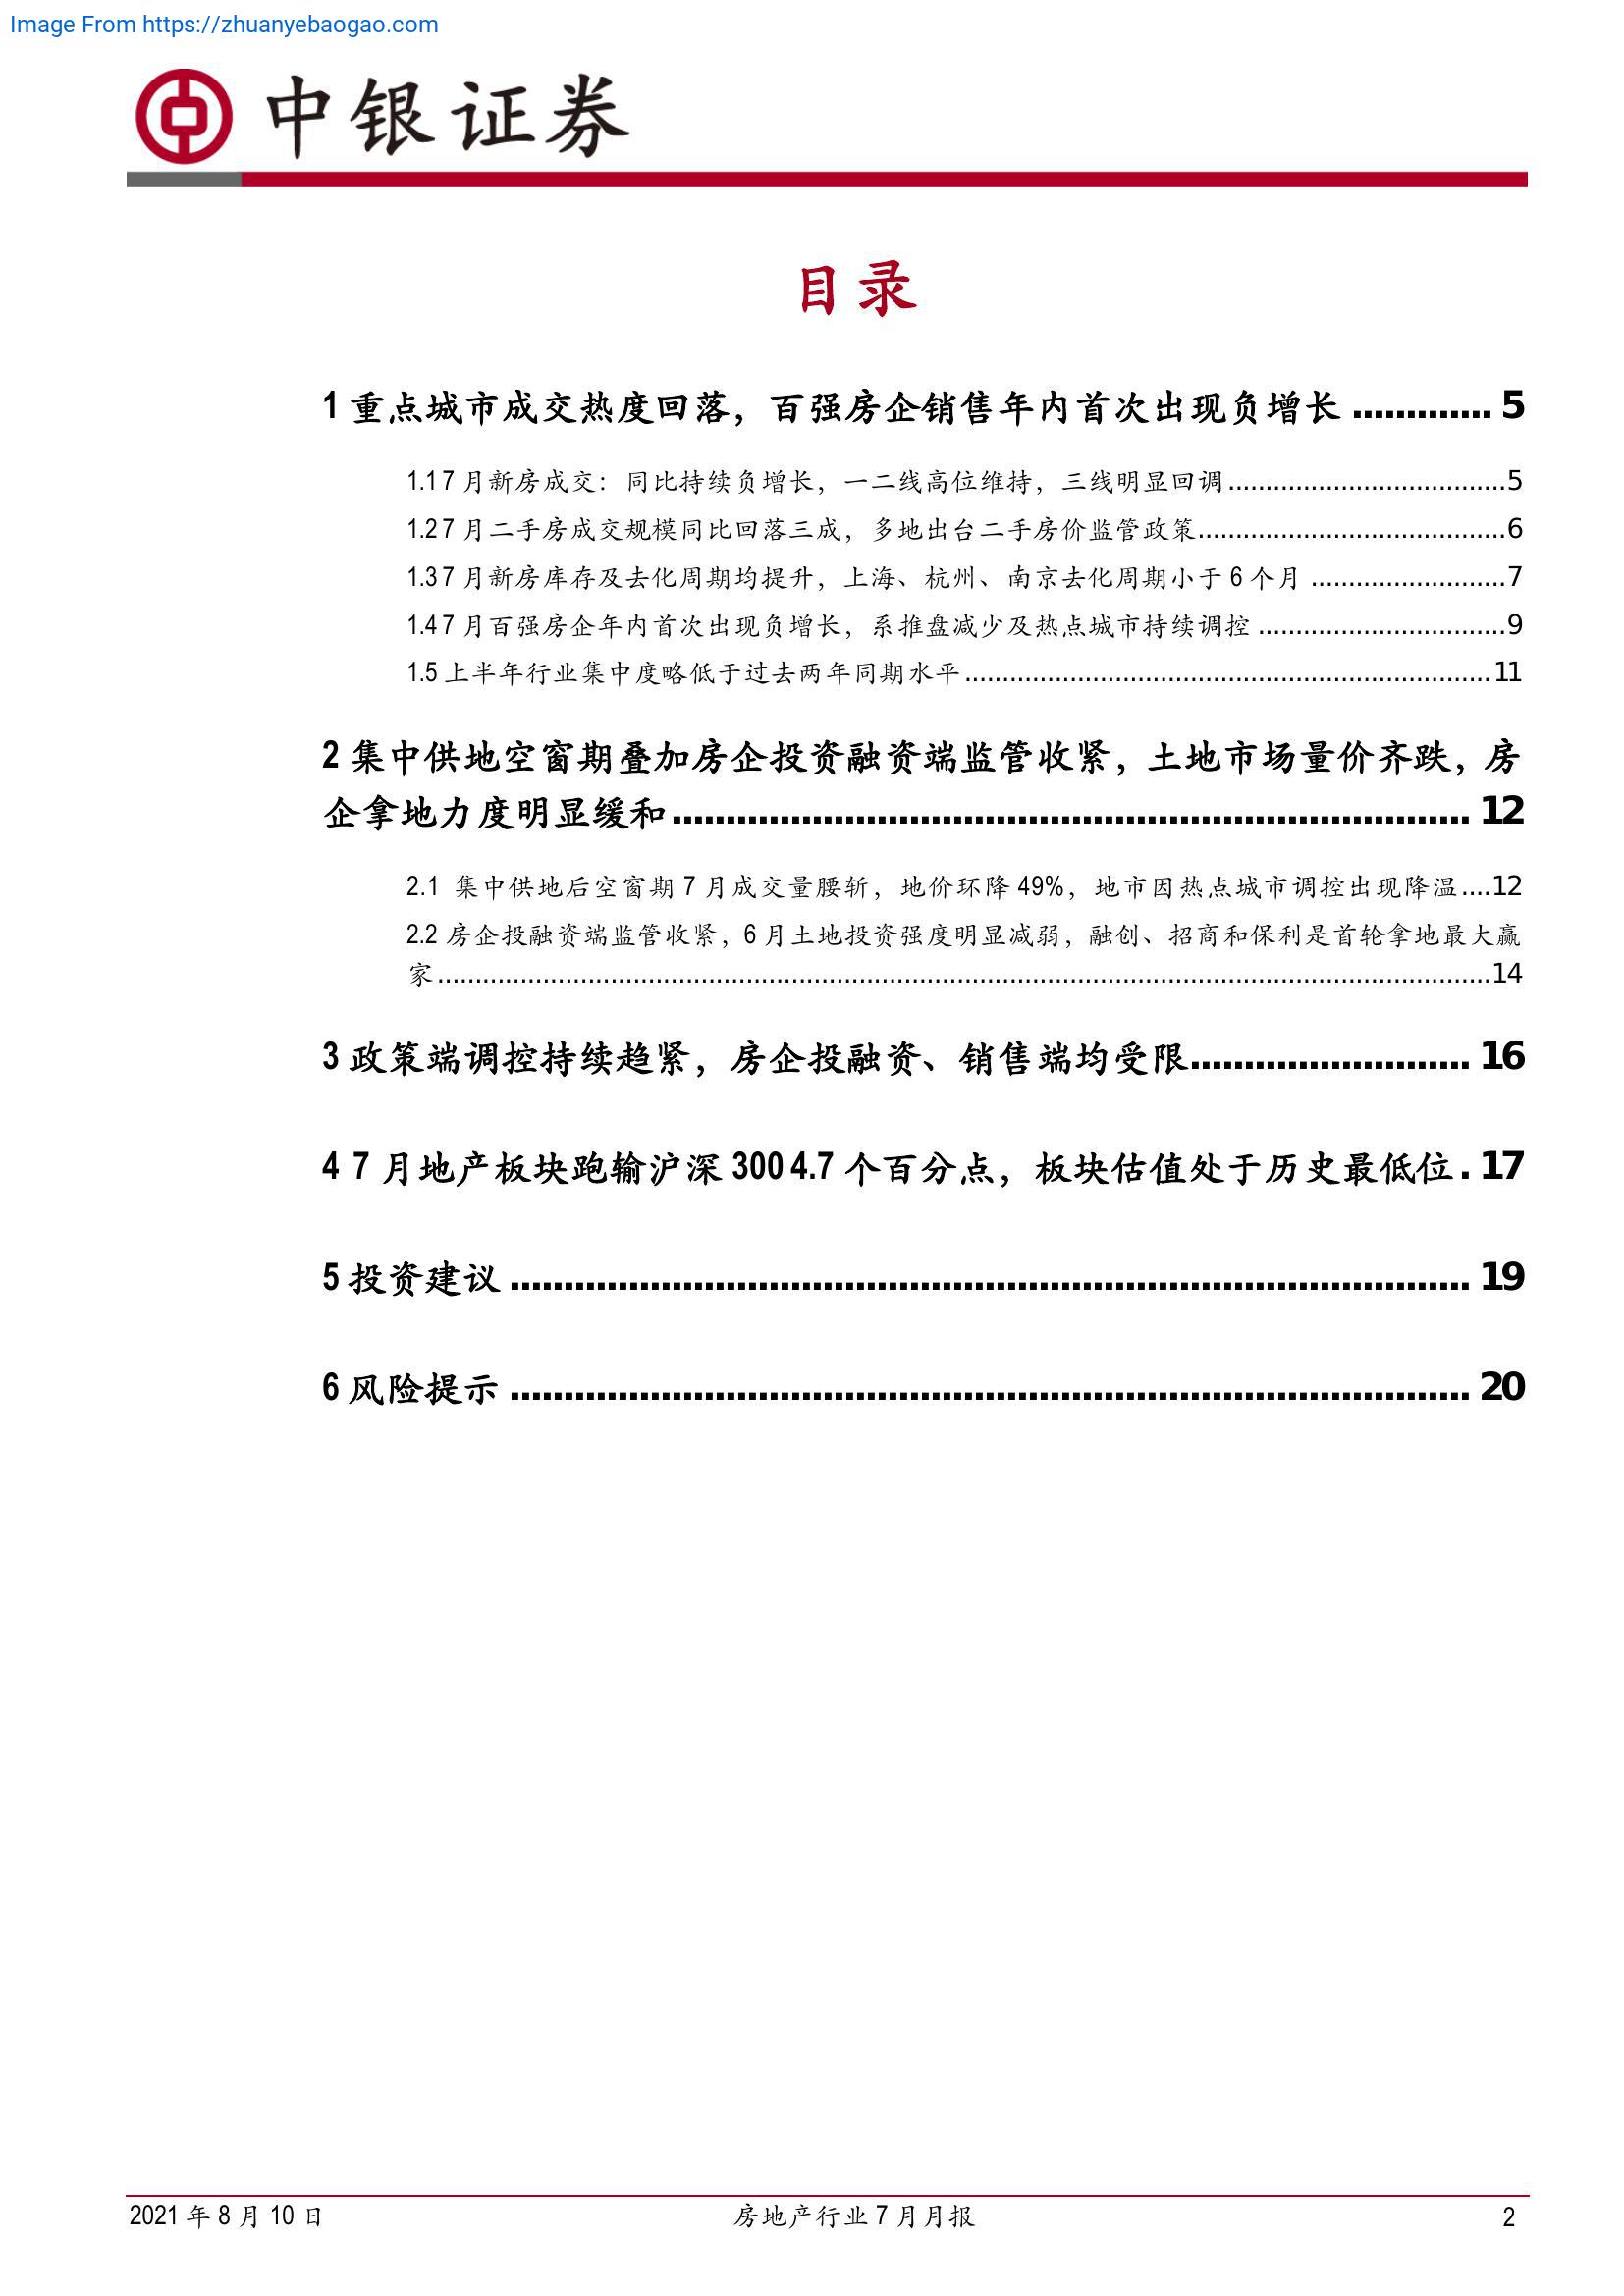 Image From https://zhuanyebaogao.com
中银证券
目录
1 重点城市成交热度回落，百强房企销售年内首次出现负增长 ............. 5
1.1 7 月新房成交：同比持续负增长，一二线高位维持，三线明显回调.....................................5
1.2 7 月二手房成交规模同比回落三成，多地出台二手房价监管政策.........................................6
1.3 7 月新房库存及去化周期均提升，上海、杭州、南京去化周期小于 6 个月 ..........................7
1.4 7 月百强房企年内首次出现负增长，系推盘减少及热点城市持续调控 .................................9
1.5 上半年行业集中度略低于过去两年同期水平......................................................................11
2 集中供地空窗期叠加房企投资融资端监管收紧，土地市场量价齐跌，房
企拿地力度明显缓和.......................................................................... 12
2.1 集中供地后空窗期 7 月成交量腰斩，地价环降 49%，地市因热点城市调控出现降温....12
2.2 房企投融资端监管收紧，6 月土地投资强度明显减弱，融创、招商和保利是首轮拿地最大赢
家............................................................................................................................................14
3 政策端调控持续趋紧，房企投融资、销售端均受限.......................... 16
4 7 月地产板块跑输沪深 300 4.7 个百分点，板块估值处于历史最低位. 17
5 投资建议 ......................................................................................... 19
6 风险提示 ......................................................................................... 20
2021 年 8 月 10 日
房地产行业 7 月月报
2